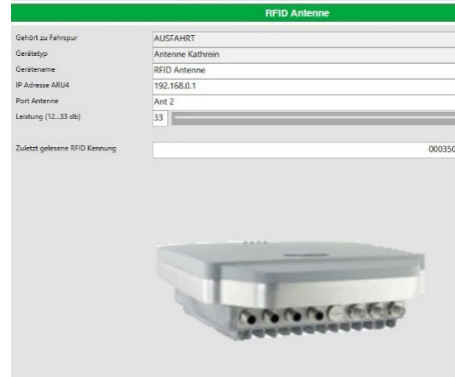 RFID Antenne
Gehört zu Fahrspur AUSFAHRT
Gerätetyp Antenne Kathrein
Gerätename RFID Antenne
IP Adresse ARU4 192.168.0.1
Port Antenne Ant 2
Leistung (12...33 db) 33
Zuletzt gelesene RFID Kennung 000350